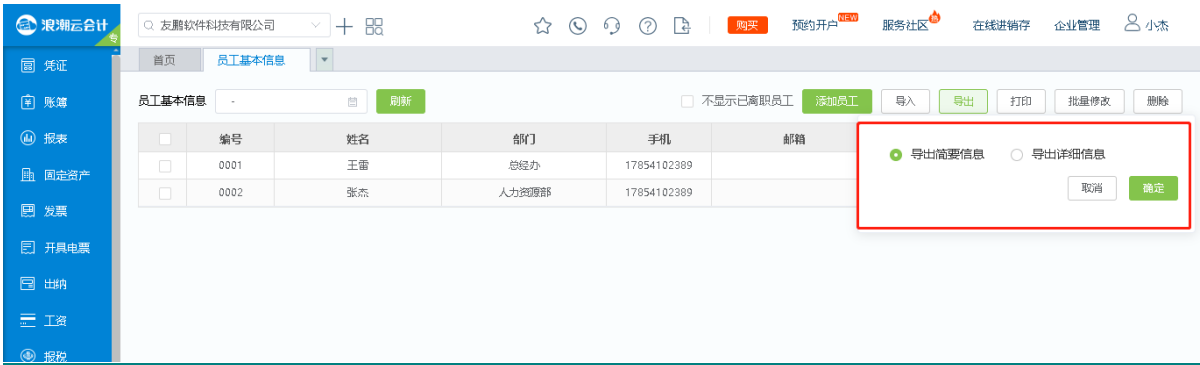 浪潮云会计
专
友鹏软件科技有限公司
购买
预约开户
NEW
服务社区
在线进销存
企业管理
小杰
凭证
账簿
报表
固定资产
发票
开具电票
出纳
工资
报税
首页
员工基本信息
员工基本信息
-
刷新
不显示已离职员工
添加员工
导入
导出
打印
批量修改
删除
编号 姓名 部门 手机 邮箱
0001 王雷 总经办 17854102389
0002 张杰 人力资源部 17854102389
导出简要信息
导出详细信息
取消
确定